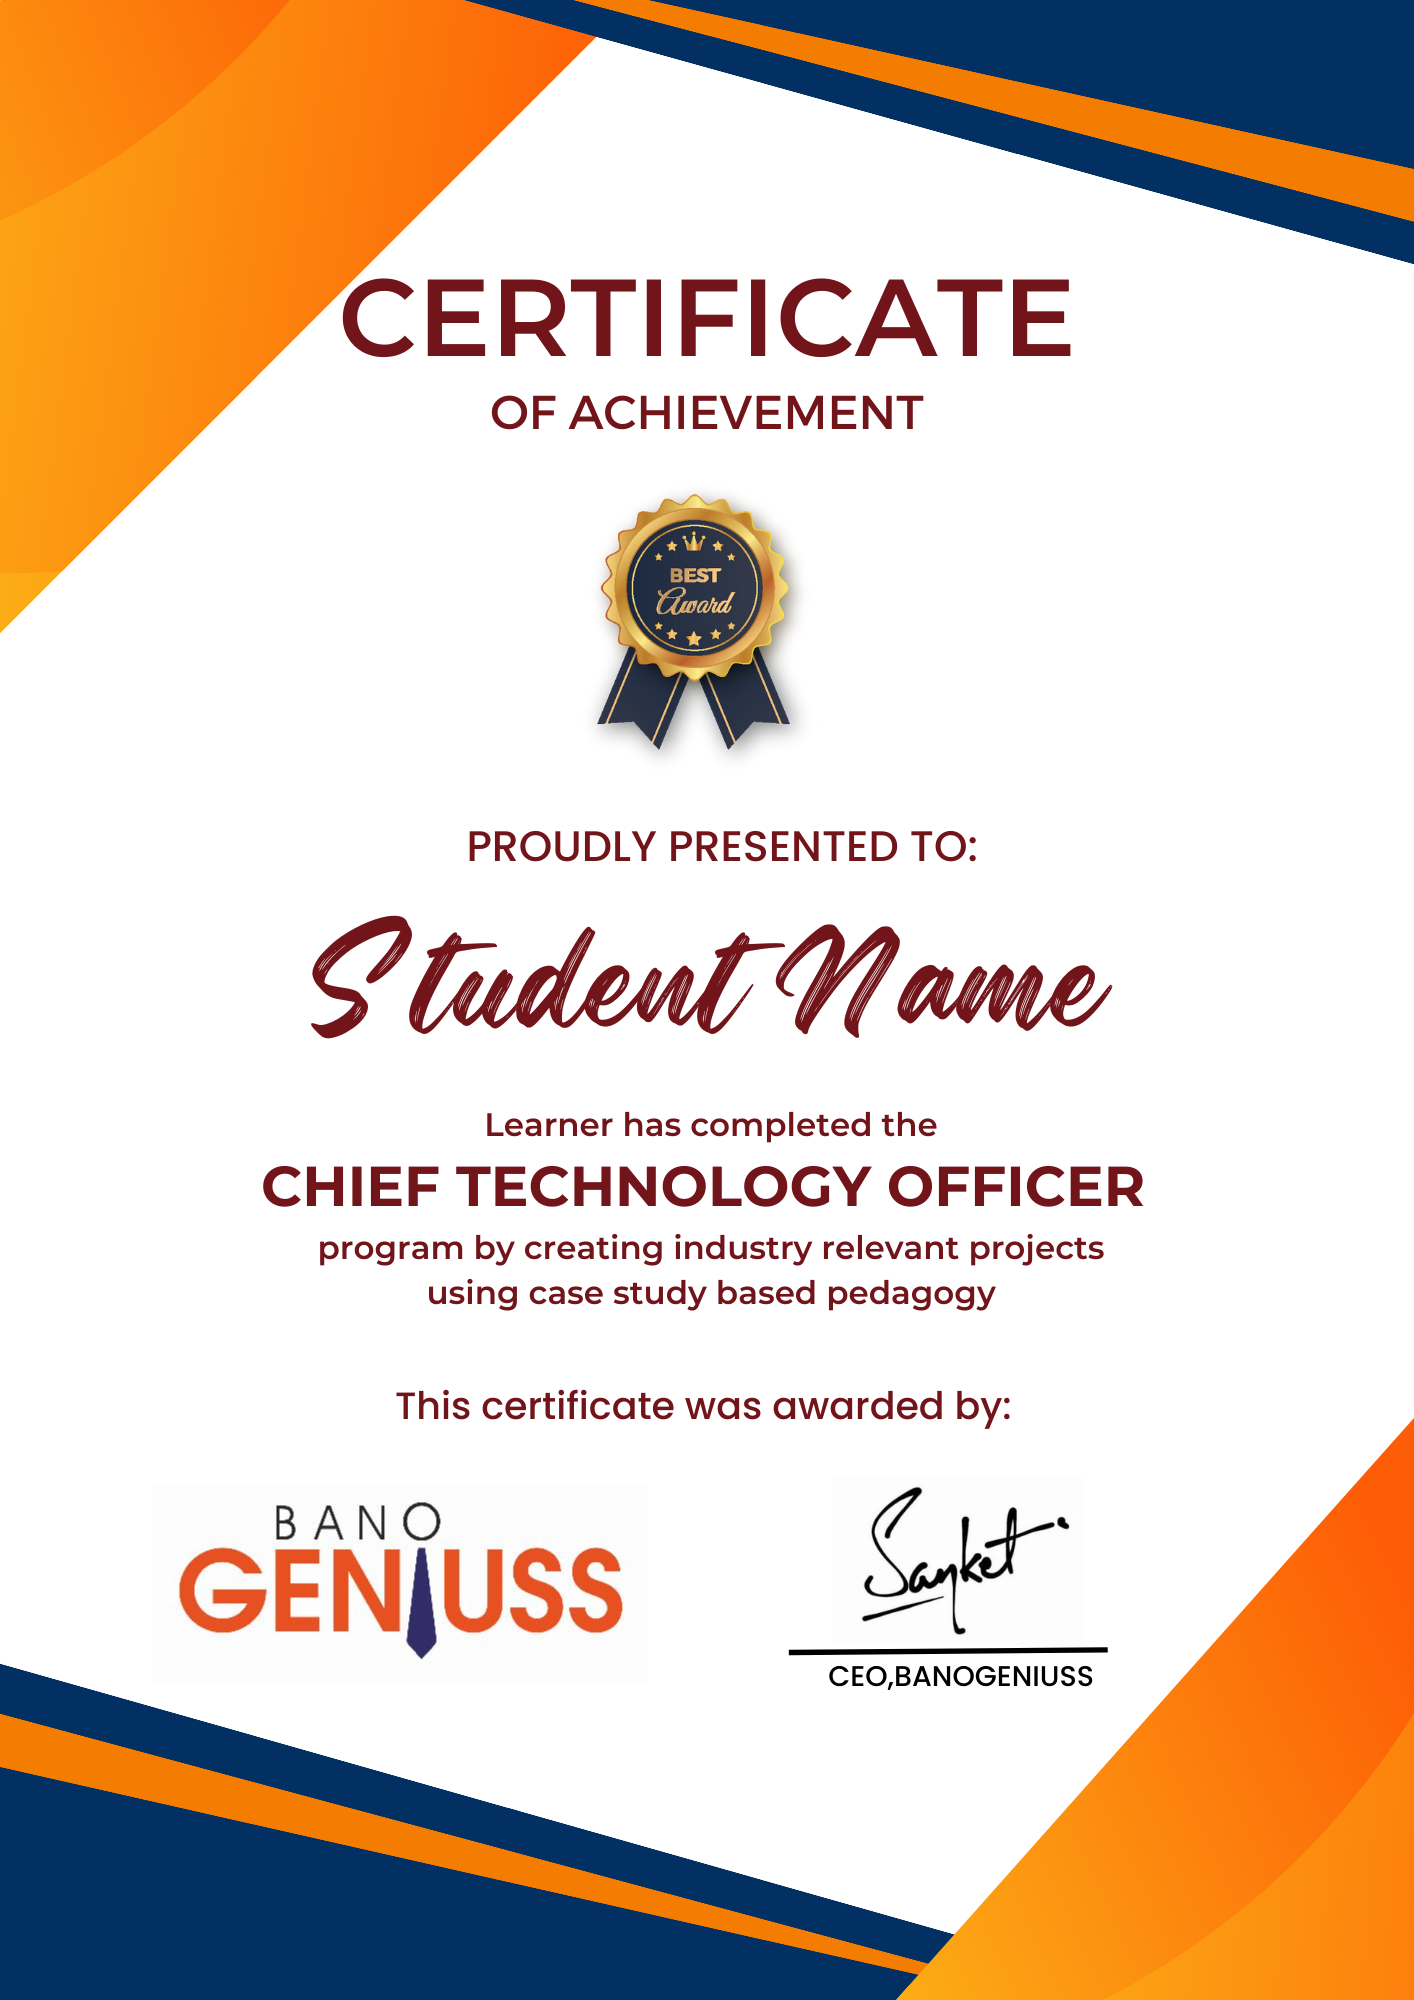 CERTIFICATE
OF ACHIEVEMENT
BEST
Award
PROUDLY PRESENTED TO:
Student Name
Learner has completed the
CHIEF TECHNOLOGY OFFICER
program by creating industry relevant projects
using case study based pedagogy
This certificate was awarded by:
BANO
GENIUSS
Sanket
CEO,BANOGENIUSS